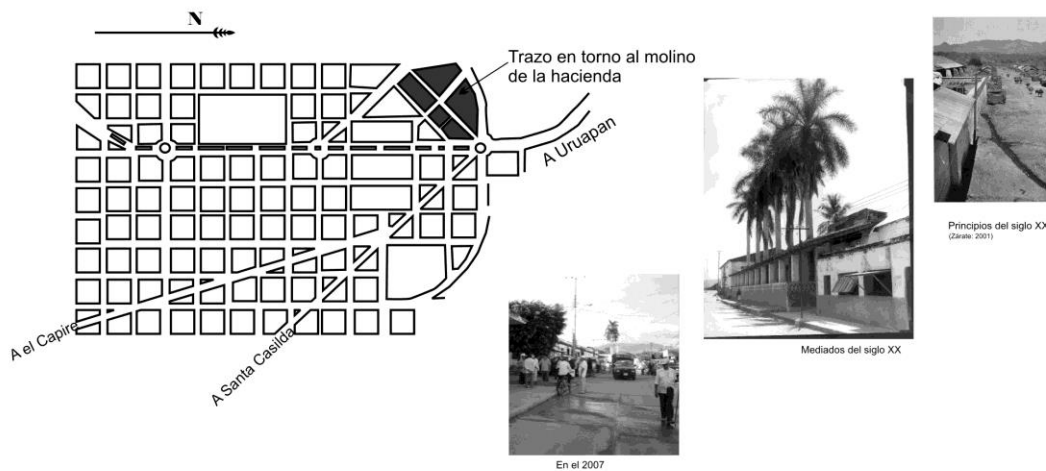 N
Trazo en torno al molino
de la hacienda
A Uruapan
A el Capire
A Santa Casilda
Principios del siglo XX
(Zárate: 2001)
Mediados del siglo XX
En el 2007